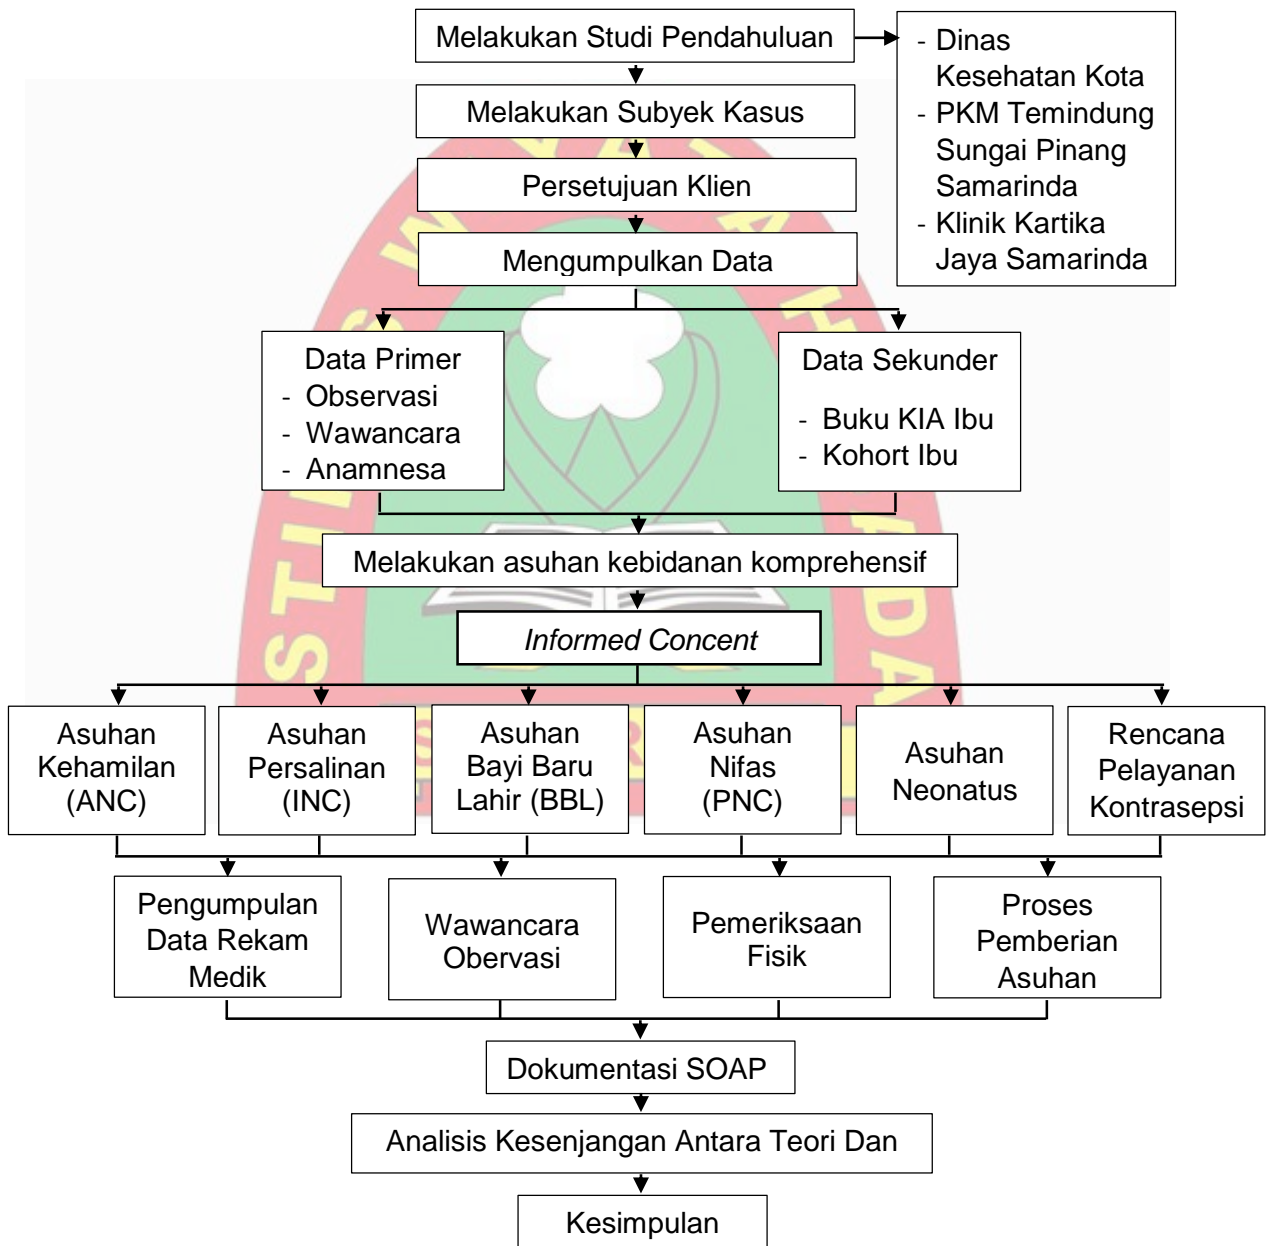 Melakukan Studi Pendahuluan
- Dinas
Kesehatan Kota
- PKM Temindung
Sungai Pinang
Samarinda
- Klinik Kartika
Jaya Samarinda
Melakukan Subyek Kasus
Persetujuan Klien
Mengumpulkan Data
Data Primer
- Observasi
- Wawancara
- Anamnesa
Data Sekunder
- Buku KIA Ibu
- Kohort Ibu
Melakukan asuhan kebidanan komprehensif
Informed Concent
Asuhan
Kehamilan
(ANC)
Asuhan
Persalinan
(INC)
Asuhan
Bayi Baru
Lahir (BBL)
Asuhan
Nifas
(PNC)
Asuhan
Neonatus
Rencana
Pelayanan
Kontrasepsi
Pengumpulan
Data Rekam
Medik
Wawancara
Obervasi
Pemeriksaan
Fisik
Proses
Pemberian
Asuhan
Dokumentasi SOAP
Analisis Kesenjangan Antara Teori Dan
Kesimpulan